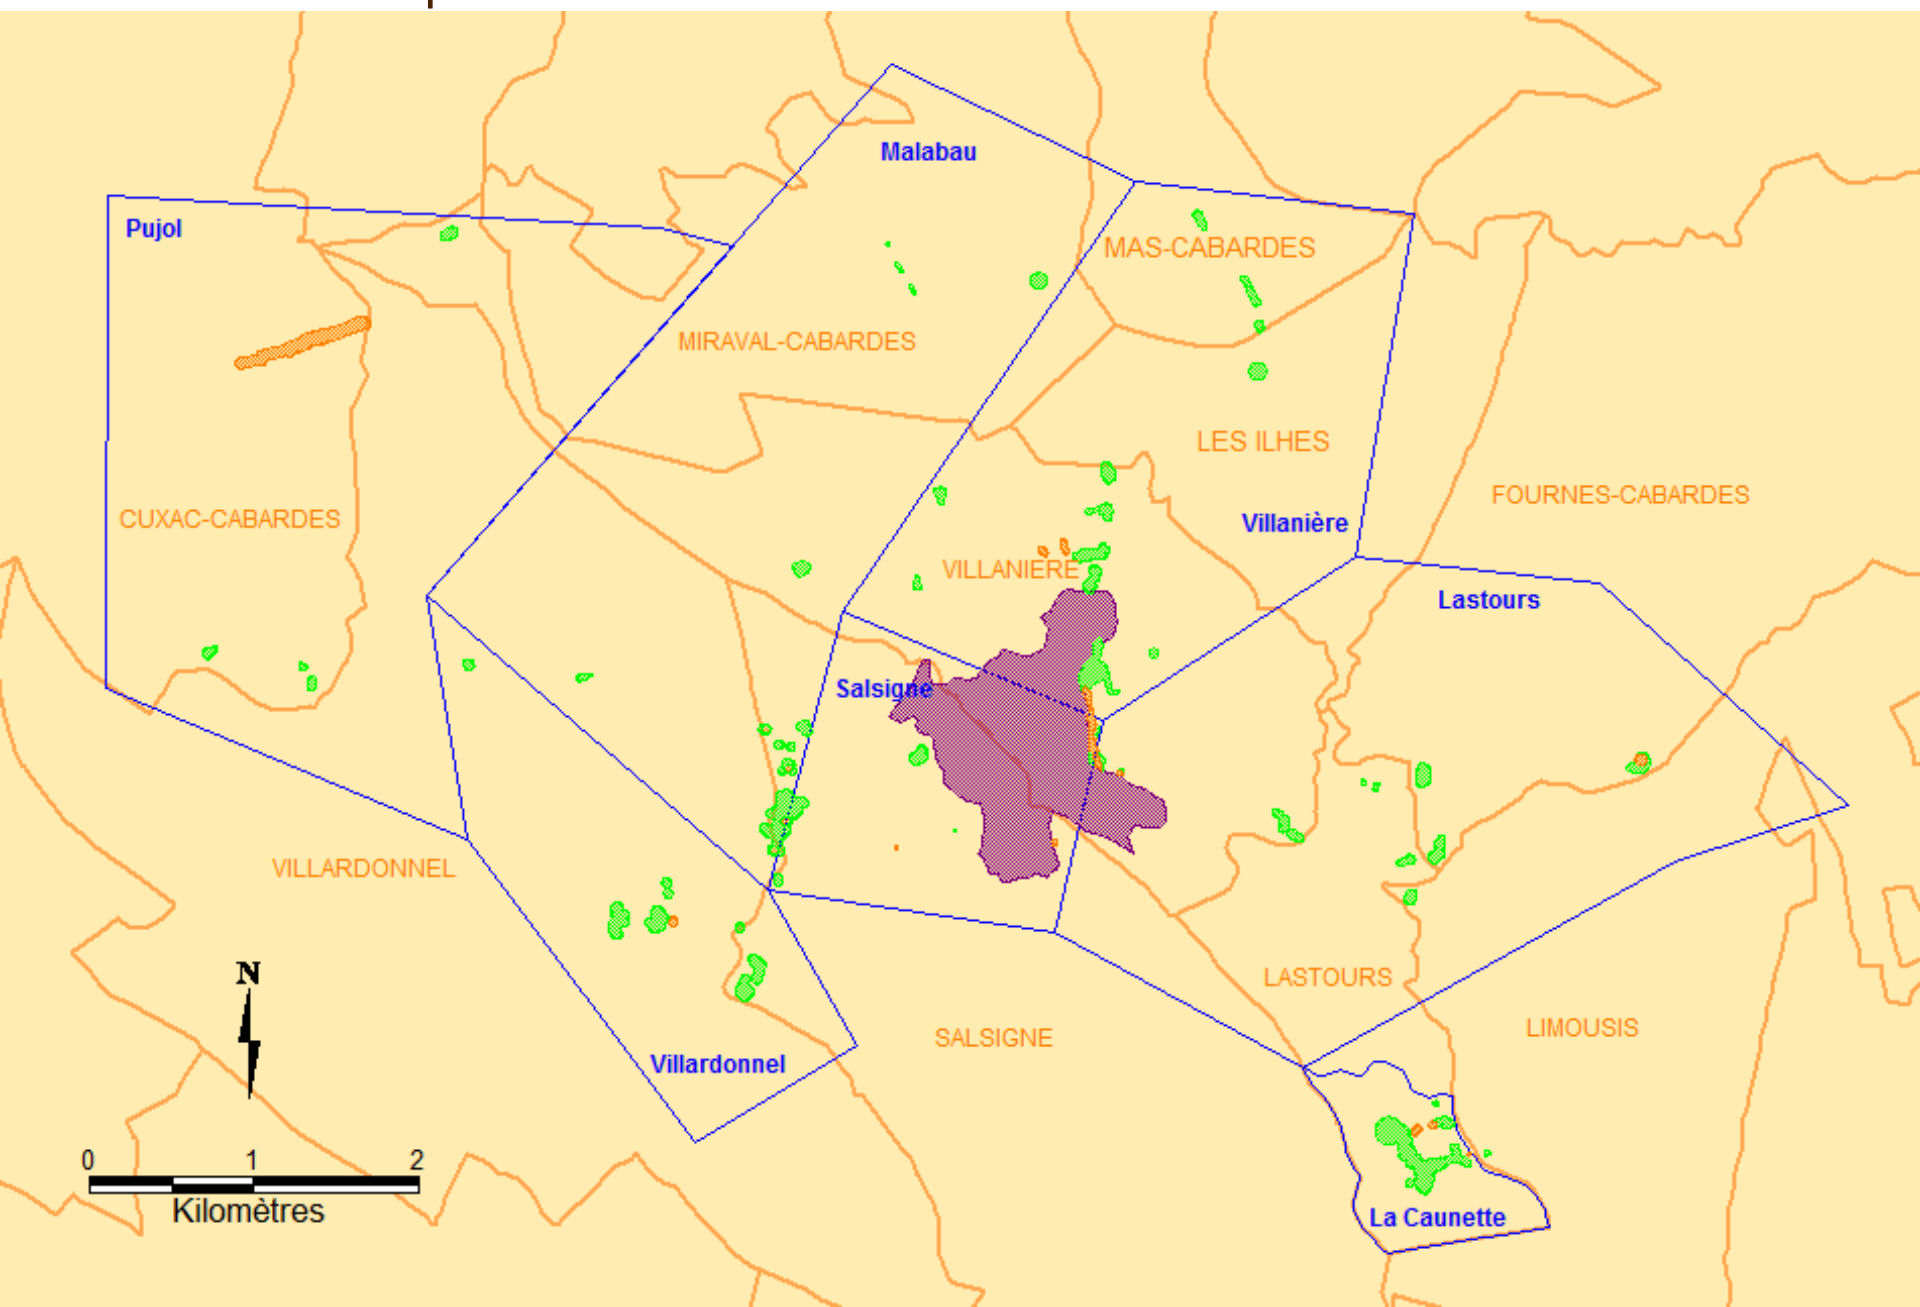 Malabau
Pujol
MAS-CABARDES
MIRAVAL-CABARDES
LES ILHES
FOURNES-CABARDES
CUXAC-CABARDES
Villanière
VILLANIERE
Lastours
Salsigne
VILLARDONNEL
N
LASTOURS
LIMOUSIS
SALSIGNE
Villardonnel
0 1 2
Kilomètres
La Caunette